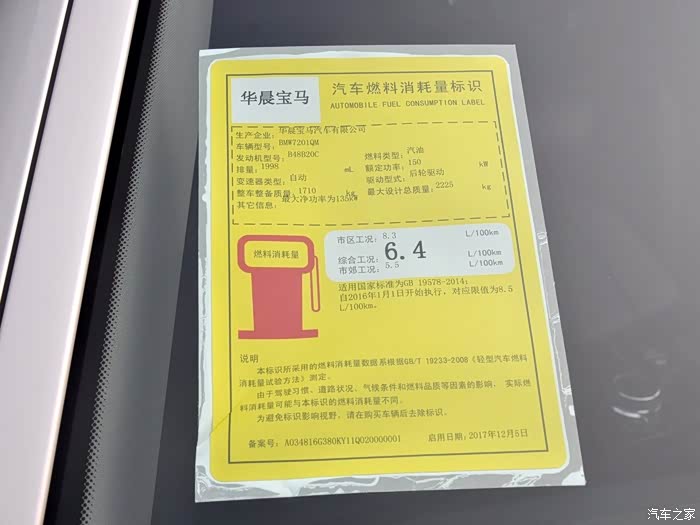 华晨宝马
汽车燃料消耗量标识
AUTOMOBILE FUEL CONSUMPTION LABEL
生产企业: 华晨宝马汽车有限公司
车辆型号: BMW7201QM
发动机型号: B48B20C 燃料类型: 汽油
排量: 1998 mL 额定功率: 150 kW
变速器类型: 自动 驱动型式: 后轮驱动
整车整备质量: 1710 kg 最大设计总质量: 2225 kg
其它信息: 最大净功率为135kW
燃料消耗量
市区工况: 8.3 L/100km
综合工况: 6.4 L/100km
市郊工况: 5.5 L/100km
适用国家标准为GB 19578-2014;
自2016年1月1日开始执行, 对应限值为8.5
L/100km。
说明
本标识所采用的燃料消耗量数据系根据GB/T 19233-2008《轻型汽车燃料
消耗量试验方法》测定。
由于驾驶习惯、道路状况、气候条件和燃料品质等因素的影响, 实际燃
料消耗量可能与本标识的燃料消耗量不同。
为避免标识影响视野, 请在购买车辆后去除标识。
备案号: A034816G380KY11Q020000001 启用日期: 2017年12月5日
汽车之家